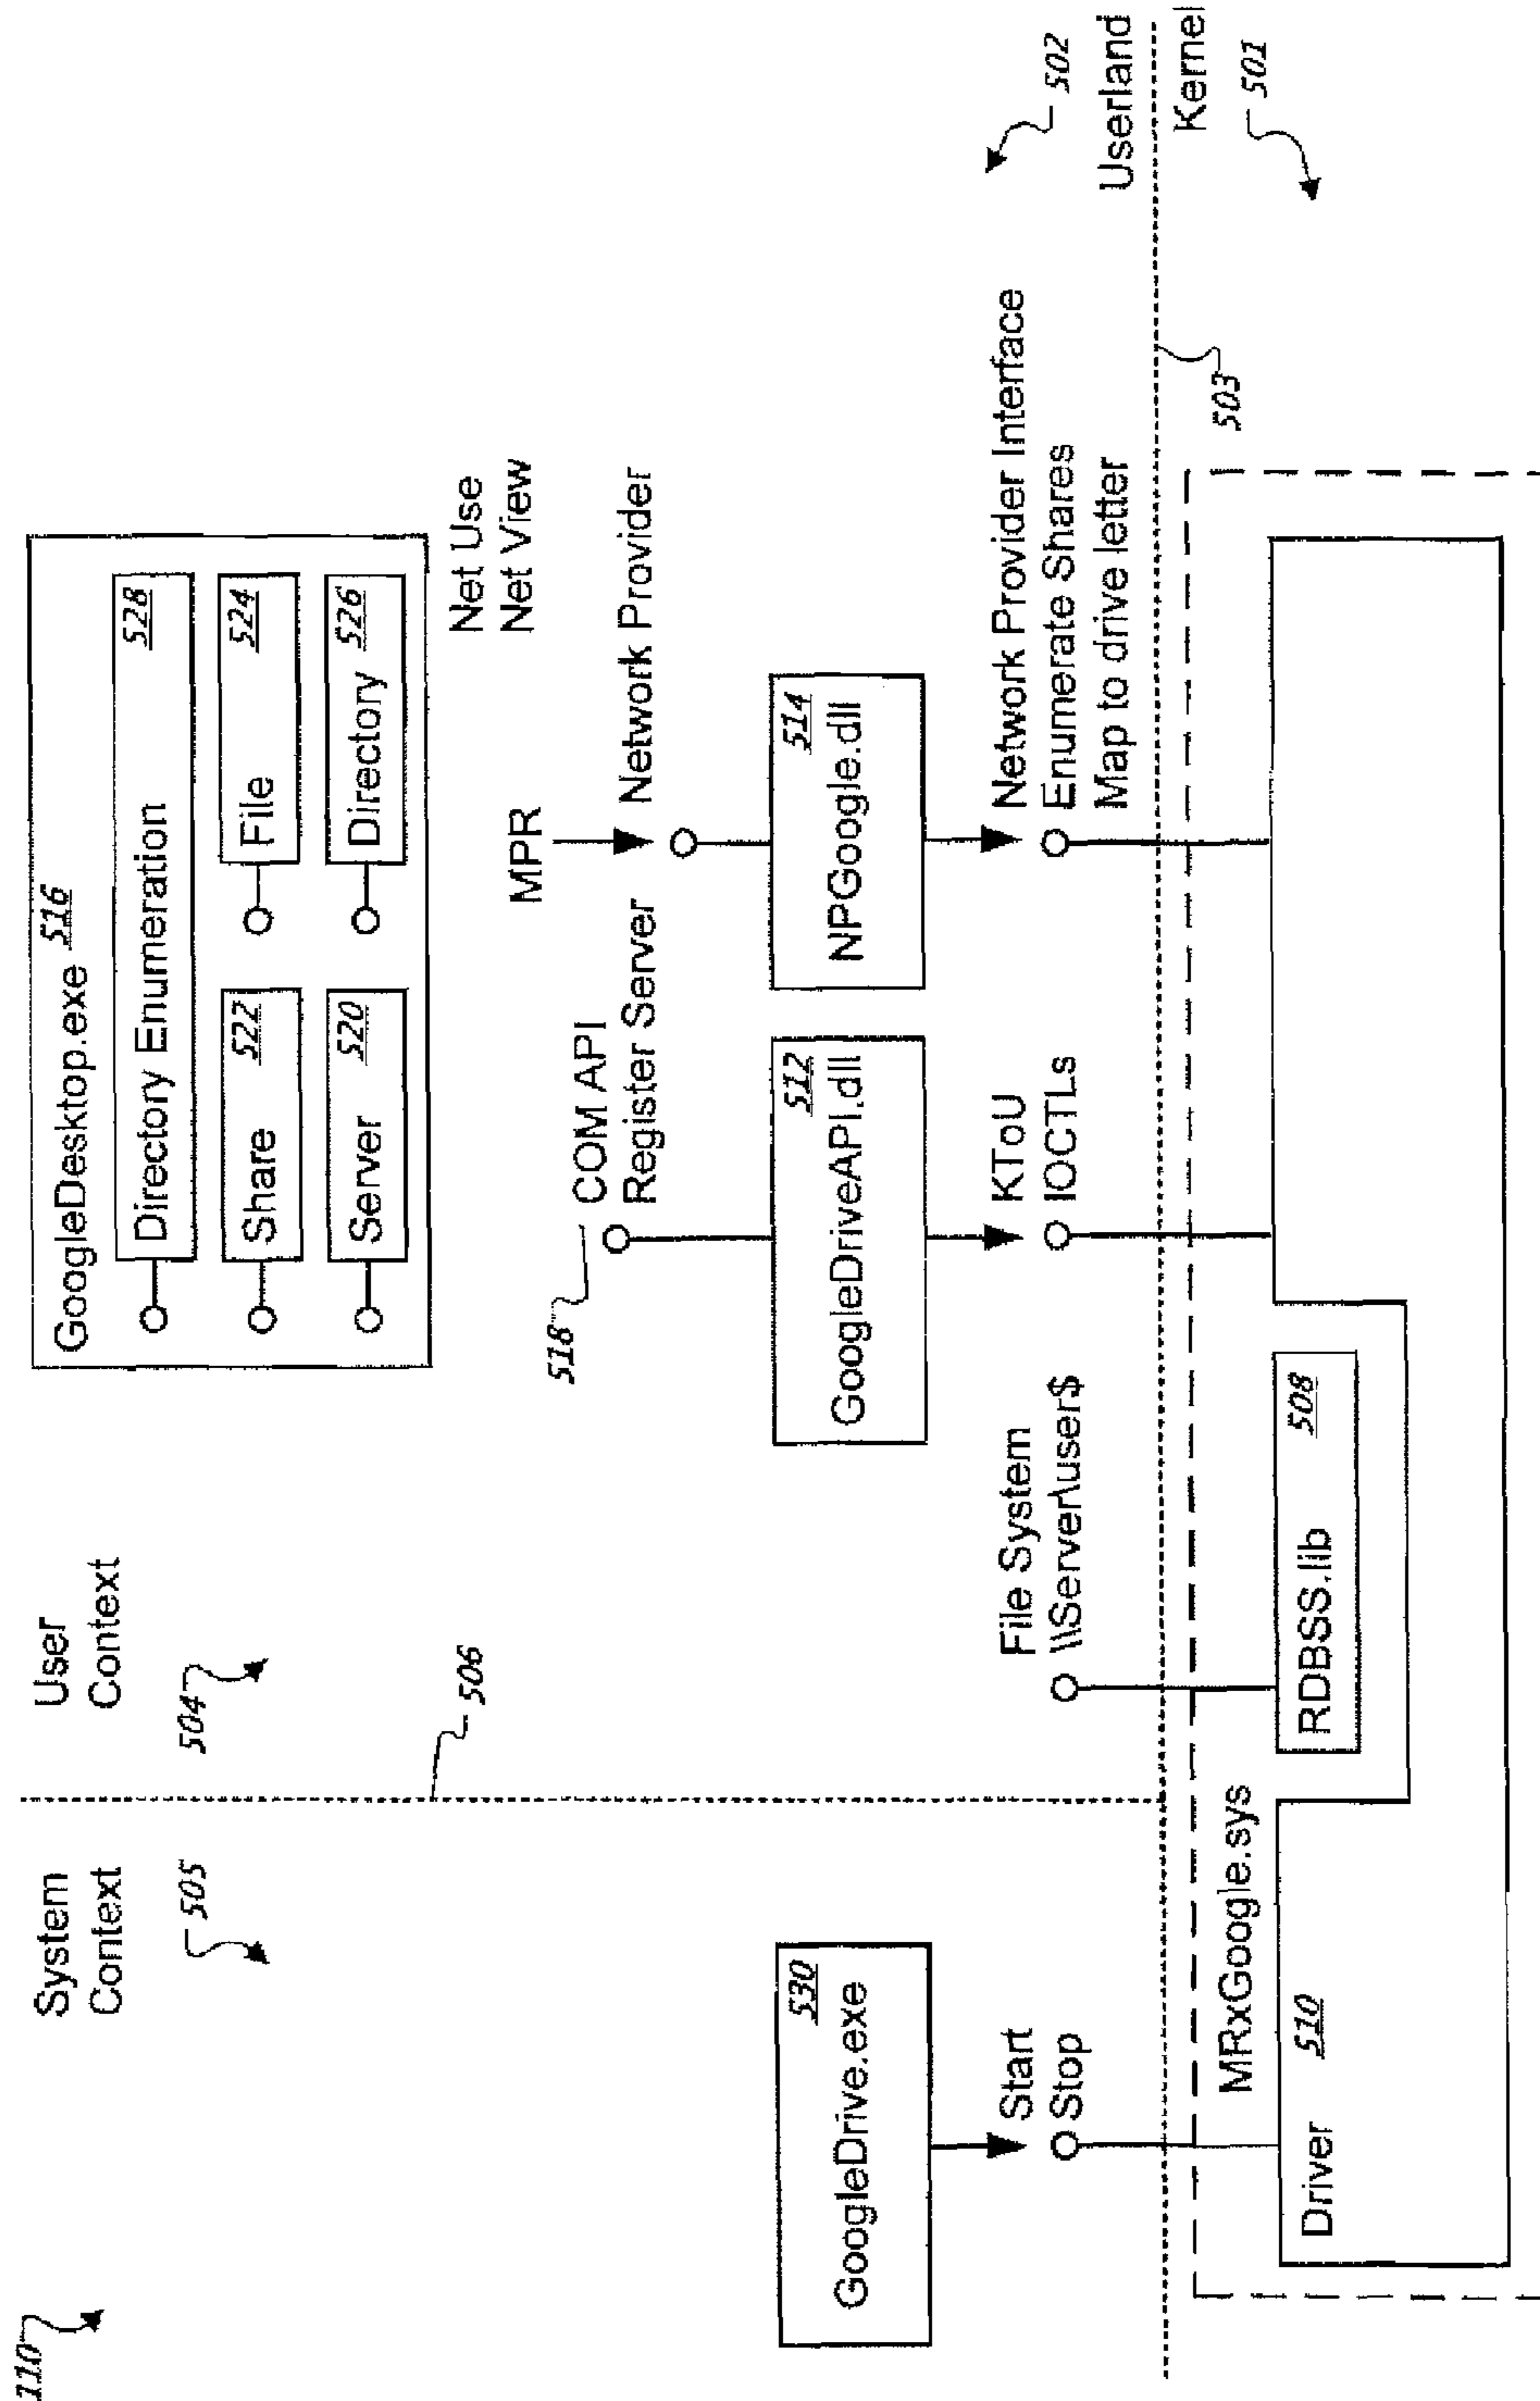 110
System
Context
505
User
Context
504
506
GoogleDesktop.exe 516
Directory Enumeration 528
Share 522
File 524
Server 520
Directory 526
Net Use
Net View
518
COM API
Register Server
MPR
Network Provider
GoogleDrive.exe 530
GoogleDriveAPI.dll 512
NPGoogle.dll 514
Start
Stop
File System
\\Server\user$
KToU
IOCTLs
Network Provider Interface
Enumerate Shares
Map to drive letter
502
Userland
503
Kernel
501
MRxGoogle.sys
Driver 510
RDBSS.lib 508